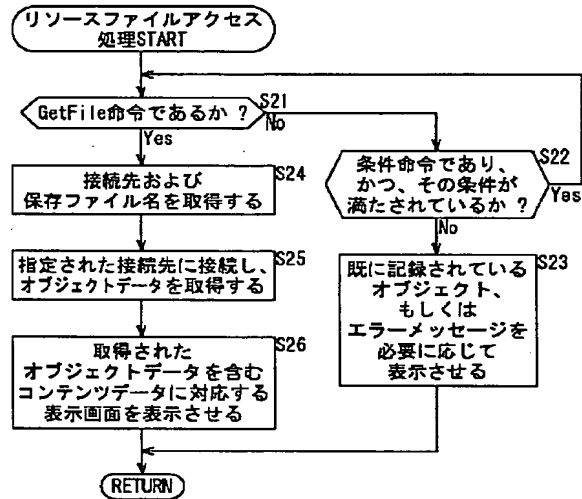 リソースファイルアクセス
処理START
GetFile命令であるか ?
S21
No
Yes
接続先および
保存ファイル名を取得する
S24
指定された接続先に接続し、
オブジェクトデータを取得する
S25
取得された
オブジェクトデータを含む
コンテンツデータに対応する
表示画面を表示させる
S26
条件命令であり、
かつ、その条件が
満たされているか ?
S22
Yes
No
既に記録されている
オブジェクト、
もしくは
エラーメッセージを
必要に応じて
表示させる
S23
RETURN